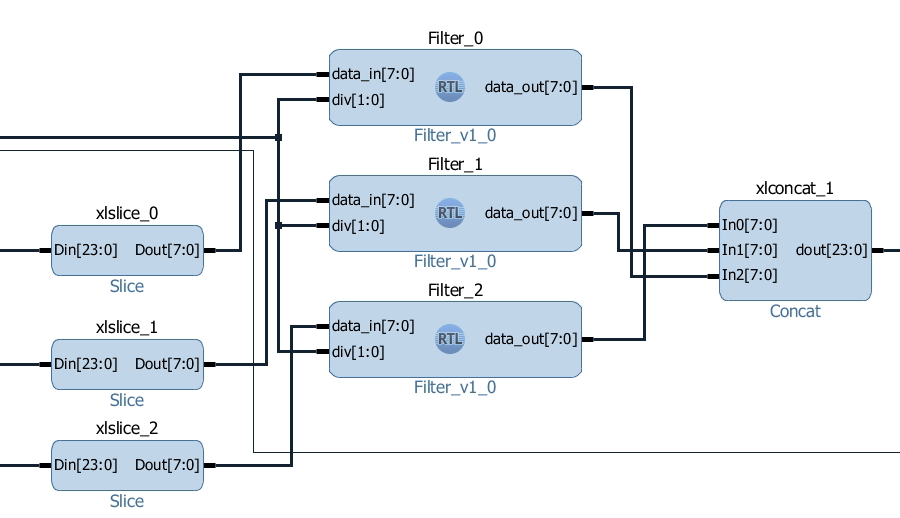 Filter_0
data_in[7:0]
div[1:0]
RTL
data_out[7:0]
Filter_v1_0
Filter_1
data_in[7:0]
div[1:0]
RTL
data_out[7:0]
Filter_v1_0
Filter_2
data_in[7:0]
div[1:0]
RTL
data_out[7:0]
Filter_v1_0
xlslice_0
Din[23:0] Dout[7:0]
Slice
xlslice_1
Din[23:0] Dout[7:0]
Slice
xlslice_2
Din[23:0] Dout[7:0]
Slice
xlconcat_1
In0[7:0]
In1[7:0] dout[23:0]
In2[7:0]
Concat